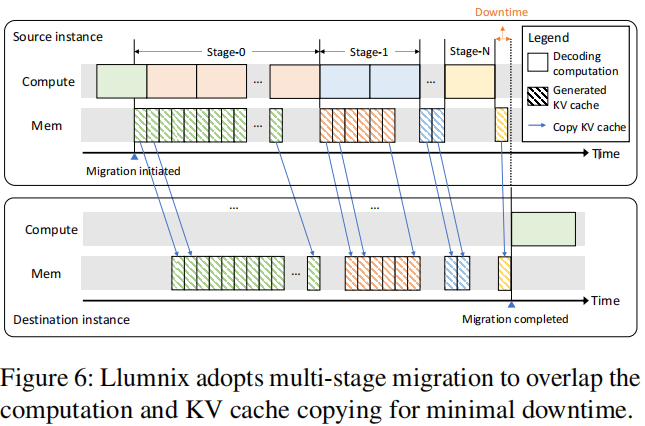 Downtime
Source instance
Stage-0
Stage-1
Stage-N
Legend
Decoding
computation
Generated
KV cache
Copy KV cache
Compute
...
...
Mem
...
Time
Migration initiated
...
...
Compute
Mem
...
Time
Destination instance
Migration completed
Figure 6: Llumnix adopts multi-stage migration to overlap the
computation and KV cache copying for minimal downtime.